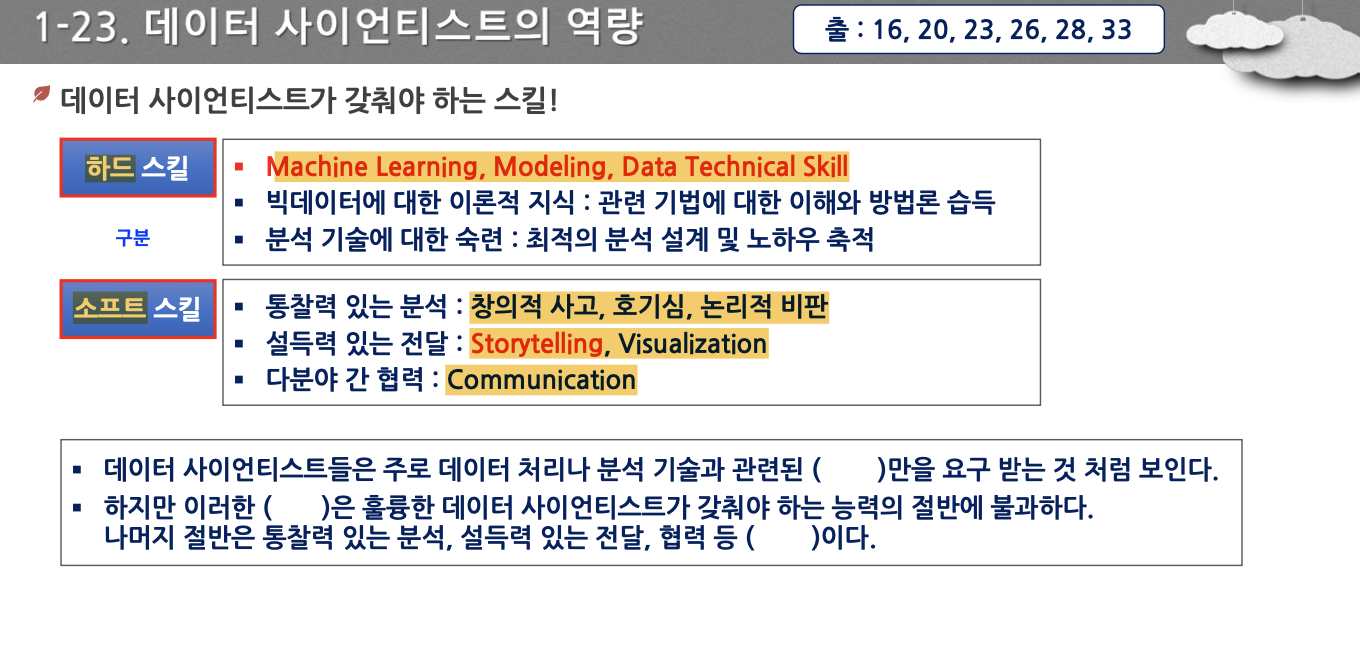 1-23. 데이터 사이언티스트의 역량
출 : 16, 20, 23, 26, 28, 33
데이터 사이언티스트가 갖춰야 하는 스킬!
하드 스킬
▪ Machine Learning, Modeling, Data Technical Skill
▪ 빅데이터에 대한 이론적 지식 : 관련 기법에 대한 이해와 방법론 습득
▪ 분석 기술에 대한 숙련 : 최적의 분석 설계 및 노하우 축적
구분
소프트 스킬
▪ 통찰력 있는 분석 : 창의적 사고, 호기심, 논리적 비판
▪ 설득력 있는 전달 : Storytelling, Visualization
▪ 다분야 간 협력 : Communication
▪ 데이터 사이언티스트들은 주로 데이터 처리나 분석 기술과 관련된 (       )만을 요구 받는 것 처럼 보인다.
▪ 하지만 이러한 (       )은 훌륭한 데이터 사이언티스트가 갖춰야 하는 능력의 절반에 불과하다.
나머지 절반은 통찰력 있는 분석, 설득력 있는 전달, 협력 등 (       )이다.